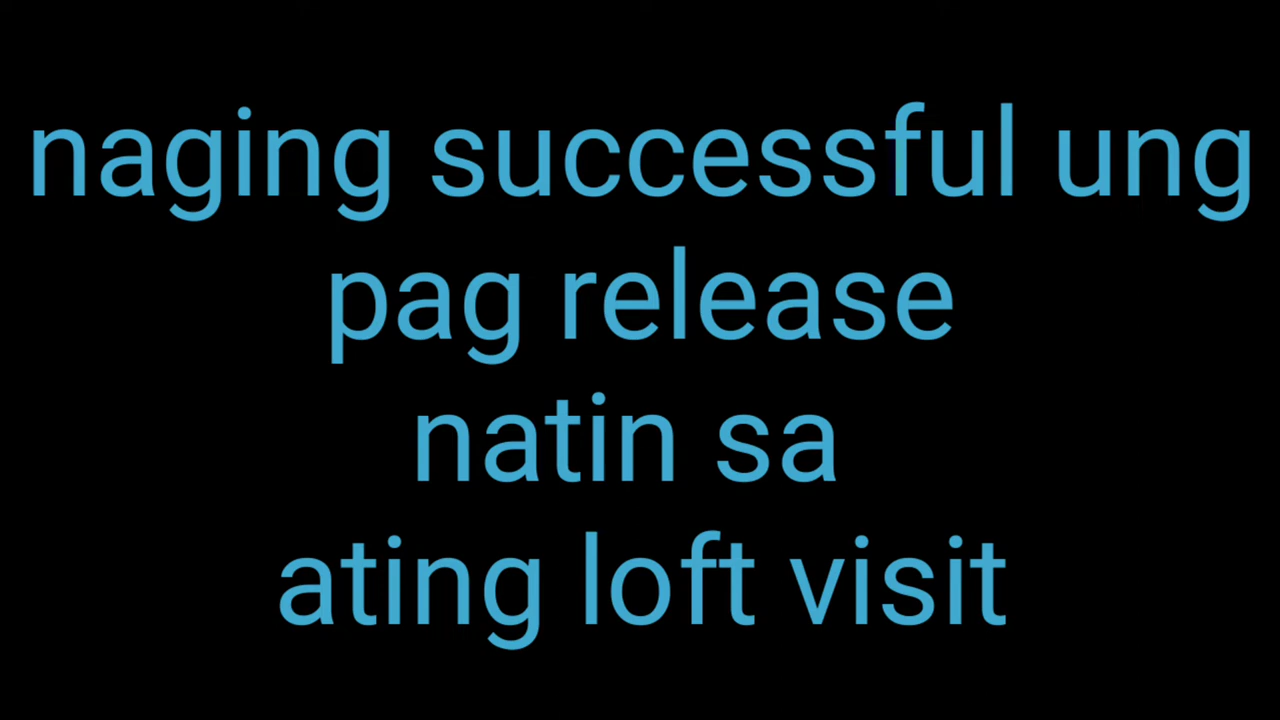 naging successful ung
pag release
natin sa
ating loft visit